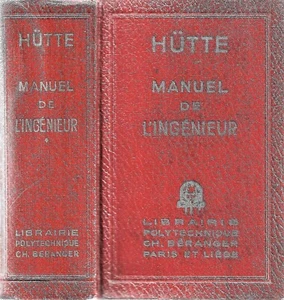 HÜTTE
MANUEL
DE
L'INGÉNIEUR
*
LIBRAIRIE
POLYTECHNIQUE
CH. BÉRANGER
HÜTTE
MANUEL
DE
L'INGÉNIEUR
LIBRAIRIE
POLYTECHNIQUE
CH. BÉRANGER
PARIS ET LIÈGE